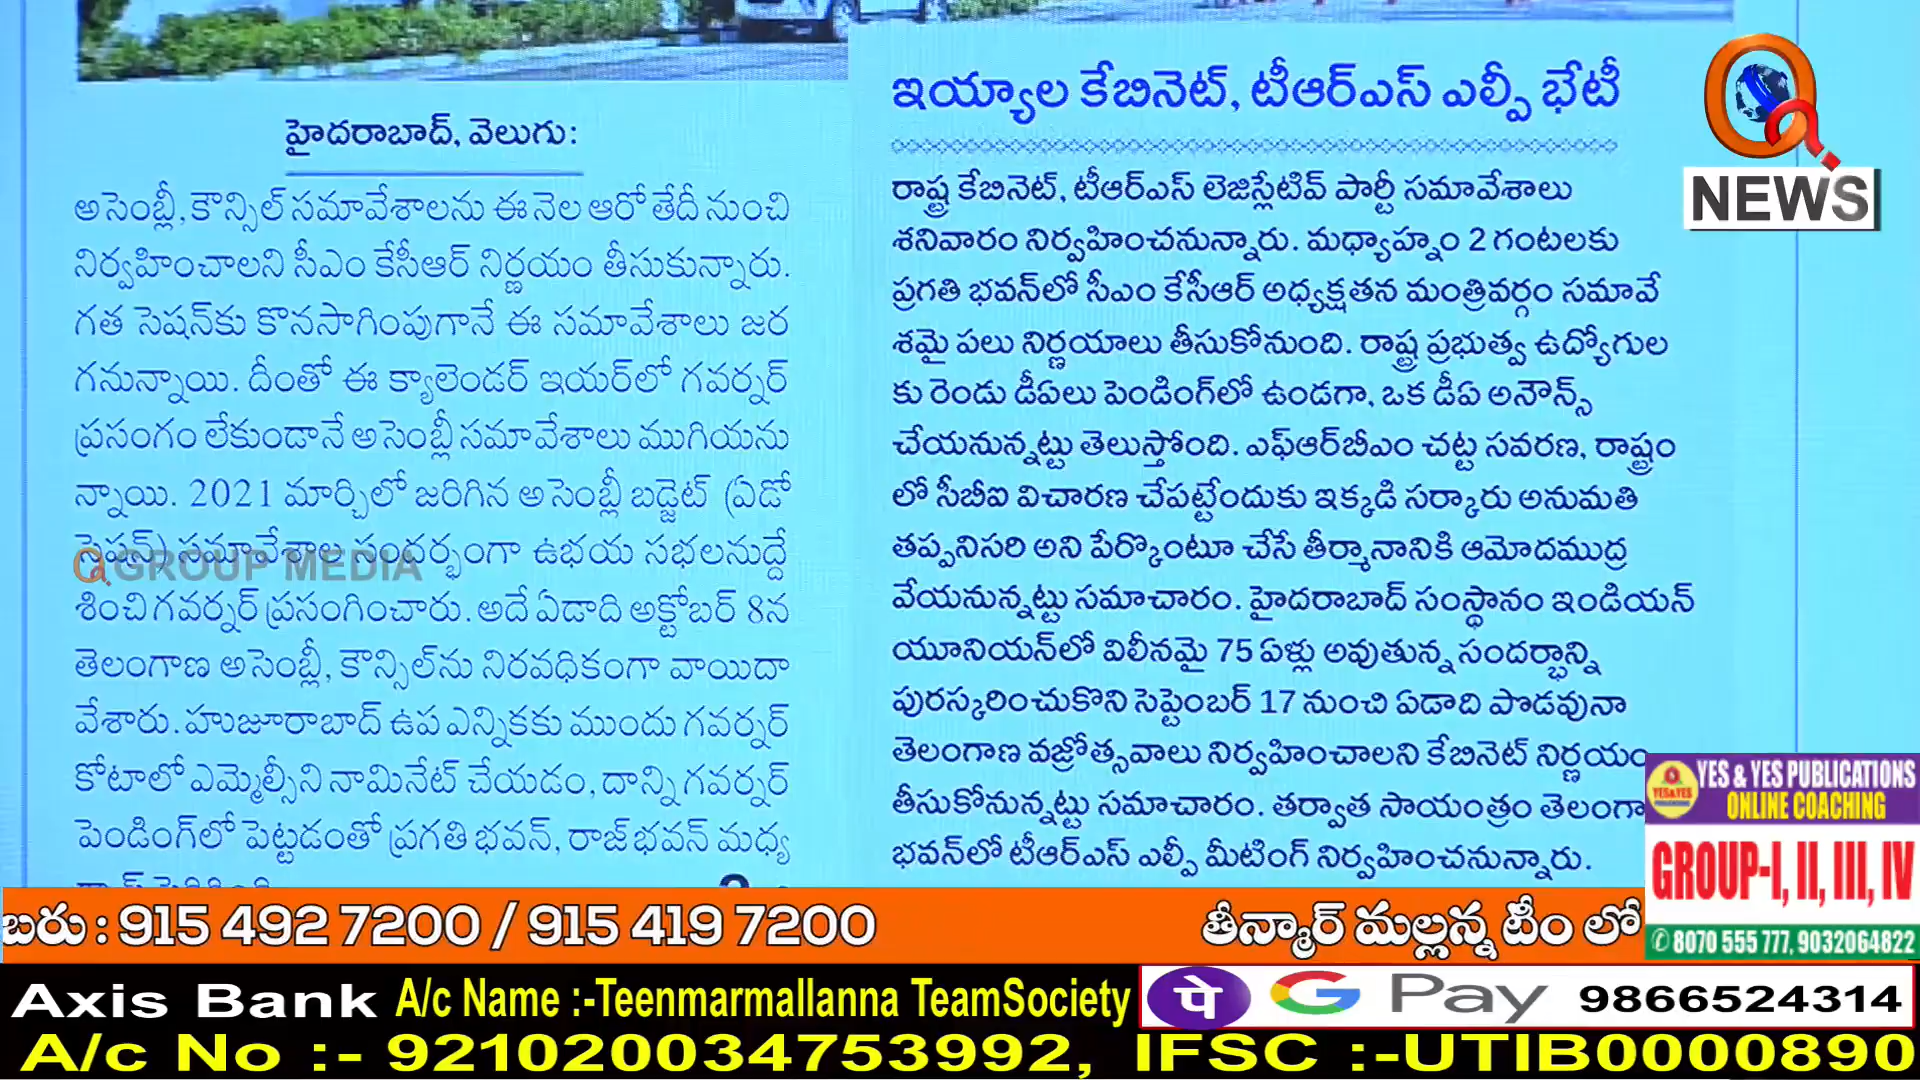 హైదరాబాద్, వెలుగు:
అసెంబ్లీ, కౌన్సిల్ సమావేశాలను ఈ నెల ఆరో తేదీ నుంచి
నిర్వహించాలని సీఎం కేసీఆర్ నిర్ణయం తీసుకున్నారు.
గత సెషన్‌కు కొనసాగింపుగానే ఈ సమావేశాలు జర
గనున్నాయి. దీంతో ఈ క్యాలెండర్ ఇయర్‌లో గవర్నర్
ప్రసంగం లేకుండానే అసెంబ్లీ సమావేశాలు ముగియను
న్నాయి. 2021 మార్చిలో జరిగిన అసెంబ్లీ బడ్జెట్ (ఏడో
సెషన్) సమావేశాల సందర్భంగా ఉభయ సభలనుద్దే
శించి గవర్నర్ ప్రసంగించారు. అదే ఏడాది అక్టోబర్ 8న
తెలంగాణ అసెంబ్లీ, కౌన్సిల్‌ను నిరవధికంగా వాయిదా
వేశారు. హుజూరాబాద్ ఉప ఎన్నికకు ముందు గవర్నర్
కోటాలో ఎమ్మెల్సీని నామినేట్ చేయడం, దాన్ని గవర్నర్
పెండింగ్‌లో పెట్టడంతో ప్రగతి భవన్, రాజ్‌భవన్ మధ్య
ఇయ్యాల కేబినెట్, టీఆర్ఎస్ ఎల్పీ భేటీ
రాష్ట్ర కేబినెట్, టీఆర్ఎస్ లెజిస్లేటివ్ పార్టీ సమావేశాలు
శనివారం నిర్వహించనున్నారు. మధ్యాహ్నం 2 గంటలకు
ప్రగతి భవన్‌లో సీఎం కేసీఆర్ అధ్యక్షతన మంత్రివర్గం సమావే
శమై పలు నిర్ణయాలు తీసుకోనుంది. రాష్ట్ర ప్రభుత్వ ఉద్యోగుల
కు రెండు డీఏలు పెండింగ్‌లో ఉండగా, ఒక డీఏ అనౌన్స్
చేయనున్నట్టు తెలుస్తోంది. ఎఫ్ఆర్‌బీఎం చట్ట సవరణ, రాష్ట్రం
లో సీబీఐ విచారణ చేపట్టేందుకు ఇక్కడి సర్కారు అనుమతి
తప్పనిసరి అని పేర్కొంటూ చేసే తీర్మానానికి ఆమోదముద్ర
వేయనున్నట్టు సమాచారం. హైదరాబాద్ సంస్థానం ఇండియన్
యూనియన్‌లో విలీనమై 75 ఏళ్లు అవుతున్న సందర్భాన్ని
పురస్కరించుకొని సెప్టెంబర్ 17 నుంచి ఏడాది పొడవునా
తెలంగాణ వజ్రోత్సవాలు నిర్వహించాలని కేబినెట్ నిర్ణయం
తీసుకోనున్నట్టు సమాచారం. తర్వాత సాయంత్రం తెలంగా
భవన్‌లో టీఆర్ఎస్ ఎల్పీ మీటింగ్ నిర్వహించనున్నారు.
Q NEWS
Q GROUP MEDIA
YES & YES PUBLICATIONS
ONLINE COACHING
GROUP-I, II, III, IV
8070 555 777, 9032064822
బరు : 915 492 7200 / 915 419 7200 తీన్మార్ మల్లన్న టీం లో
Axis Bank A/c Name :-Teenmarmallanna TeamSociety పే G Pay 9866524314
A/c No :- 921020034753992, IFSC :-UTIB0000890